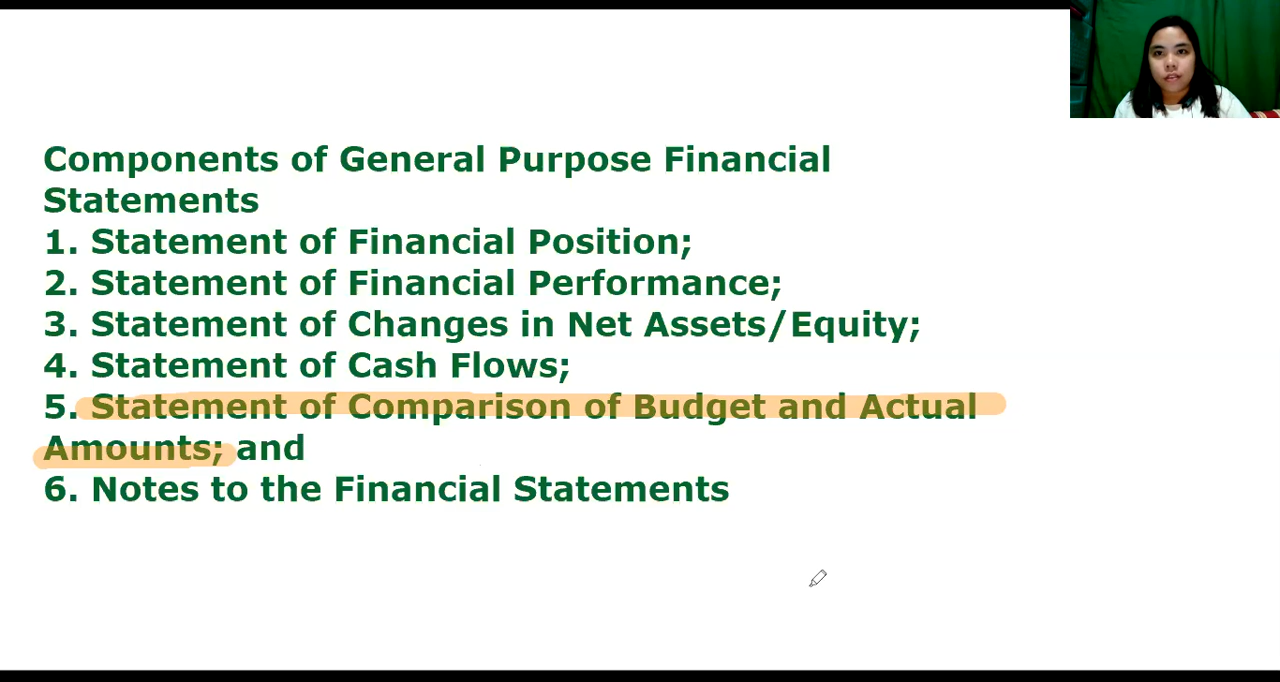 Components of General Purpose Financial
Statements
1. Statement of Financial Position;
2. Statement of Financial Performance;
3. Statement of Changes in Net Assets/Equity;
4. Statement of Cash Flows;
5. Statement of Comparison of Budget and Actual
Amounts; and
6. Notes to the Financial Statements